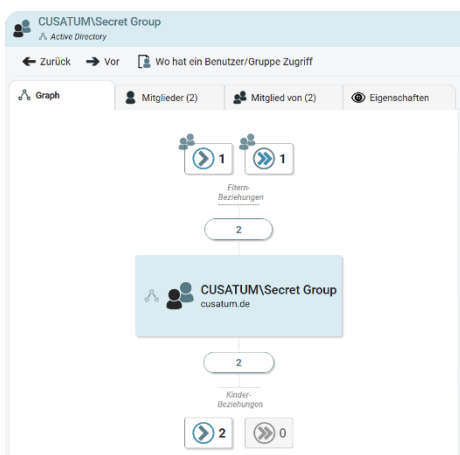 CUSATUM\Secret Group
Active Directory
Zurück Vor Wo hat ein Benutzer/Gruppe Zugriff
Graph Mitglieder (2) Mitglied von (2) Eigenschaften
1 1
Eltern-
Beziehungen
2
CUSATUM\Secret Group
cusatum.de
2
Kinder-
Beziehungen
2 0